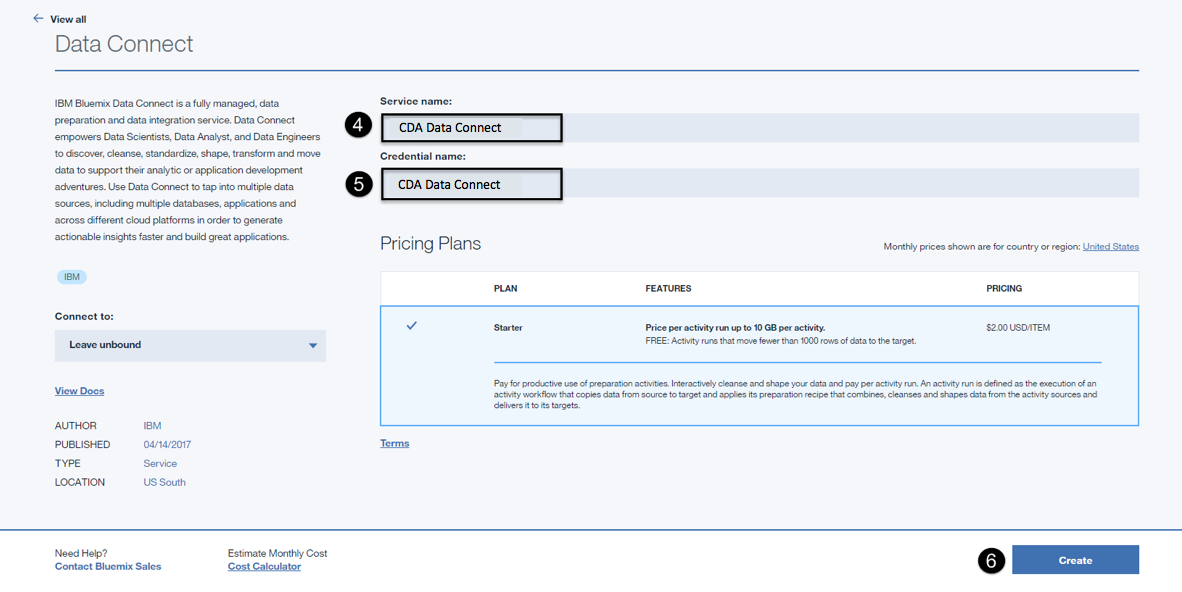 ← View all
Data Connect
IBM Bluemix Data Connect is a fully managed, data
preparation and data integration service. Data Connect
empowers Data Scientists, Data Analyst, and Data Engineers
to discover, cleanse, standardize, shape, transform and move
data to support their analytic or application development
adventures. Use Data Connect to tap into multiple data
sources, including multiple databases, applications and
across different cloud platforms in order to generate
actionable insights faster and build great applications.
IBM
Connect to:
Leave unbound
View Docs
AUTHOR IBM
PUBLISHED 04/14/2017
TYPE Service
LOCATION US South
Service name:
4 CDA Data Connect
Credential name:
5 CDA Data Connect
Pricing Plans
Monthly prices shown are for country or region: United States
PLAN FEATURES PRICING
Starter Price per activity run up to 10 GB per activity. $2.00 USD/ITEM
FREE: Activity runs that move fewer than 1000 rows of data to the target.
Pay for productive use of preparation activities. Interactively cleanse and shape your data and pay per activity run. An activity run is defined as the execution of an
activity workflow that copies data from source to target and applies its preparation recipe that combines, cleanses and shapes data from the activity sources and
delivers it to its targets.
Terms
Need Help?
Contact Bluemix Sales
Estimate Monthly Cost
Cost Calculator
6 Create